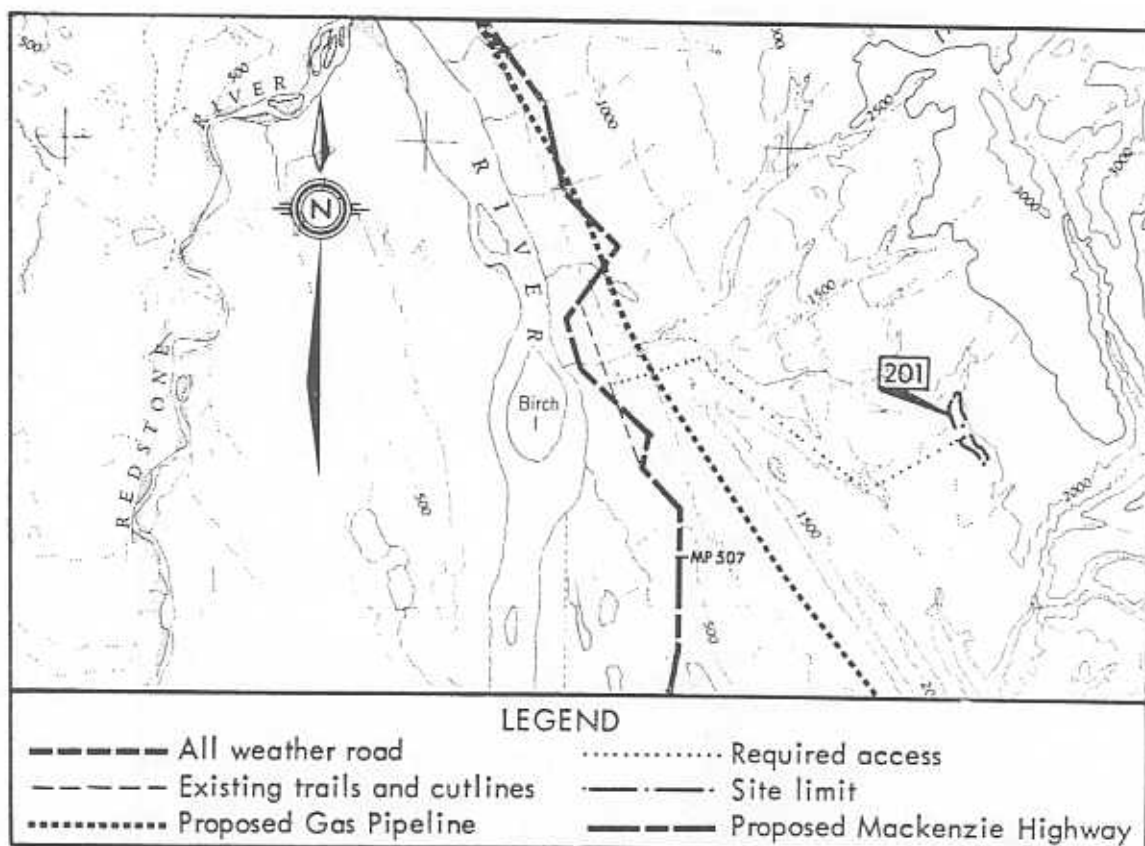 500
RIVER
500
N
RIVER
1000
2500
3000
3000
1500
201
Birch
I
REDSTONE
500
2000
1500
MP 507
500
LEGEND
All weather road
Required access
Existing trails and cutlines
Site limit
Proposed Gas Pipeline
Proposed Mackenzie Highway